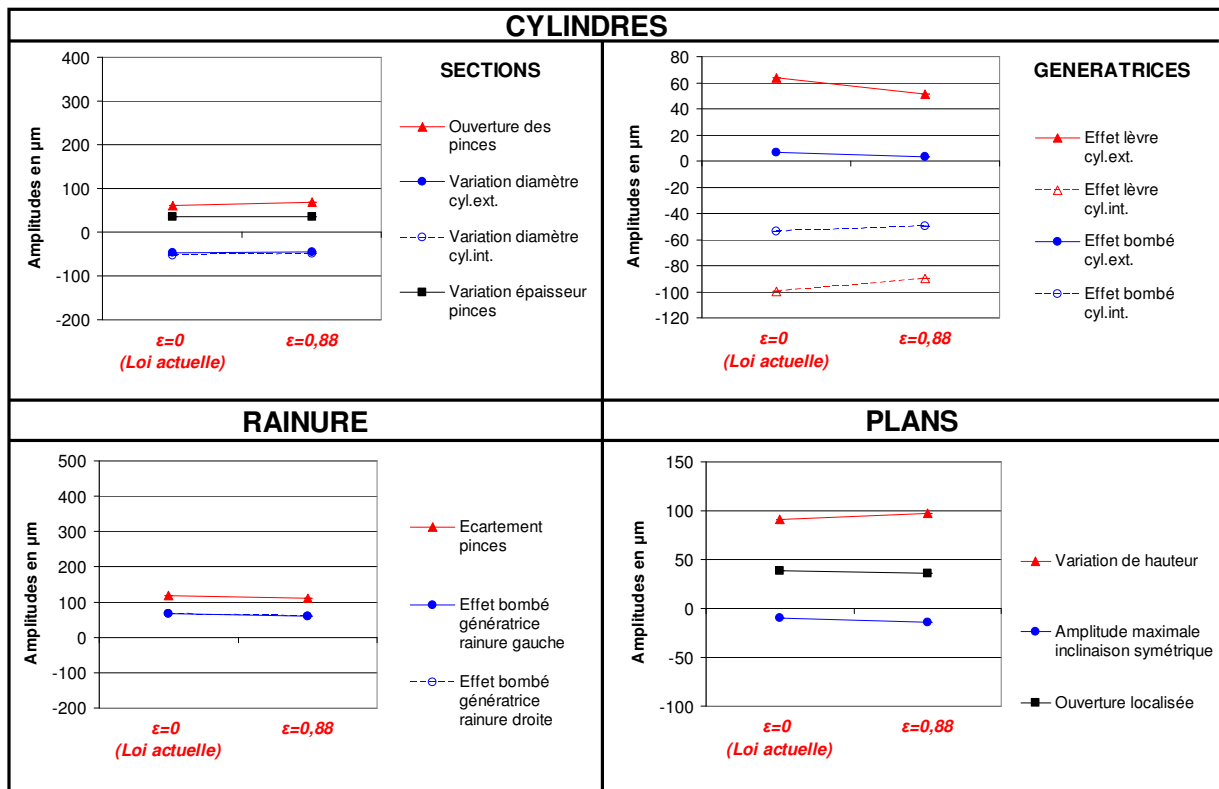 CYLINDRES
SECTIONS
Amplitudes en µm
400
300
200
100
0
-100
-200
ε=0
(Loi actuelle)
ε=0,88
Ouverture des
pinces
Variation diamètre
cyl.ext.
Variation diamètre
cyl.int.
Variation épaisseur
pinces
GENERATRICES
Amplitudes en µm
80
60
40
20
0
-20
-40
-60
-80
-100
-120
ε=0
(Loi actuelle)
ε=0,88
Effet lèvre
cyl.ext.
Effet lèvre
cyl.int.
Effet bombé
cyl.ext.
Effet bombé
cyl.int.
RAINURE
Amplitudes en µm
500
400
300
200
100
0
-100
-200
ε=0
(Loi actuelle)
ε=0,88
Ecartement
pinces
Effet bombé
génératrice
rainure gauche
Effet bombé
génératrice
rainure droite
PLANS
Amplitudes en µm
150
100
50
0
-50
-100
ε=0
(Loi actuelle)
ε=0,88
Variation de hauteur
Amplitude maximale
inclinaison symétrique
Ouverture localisée